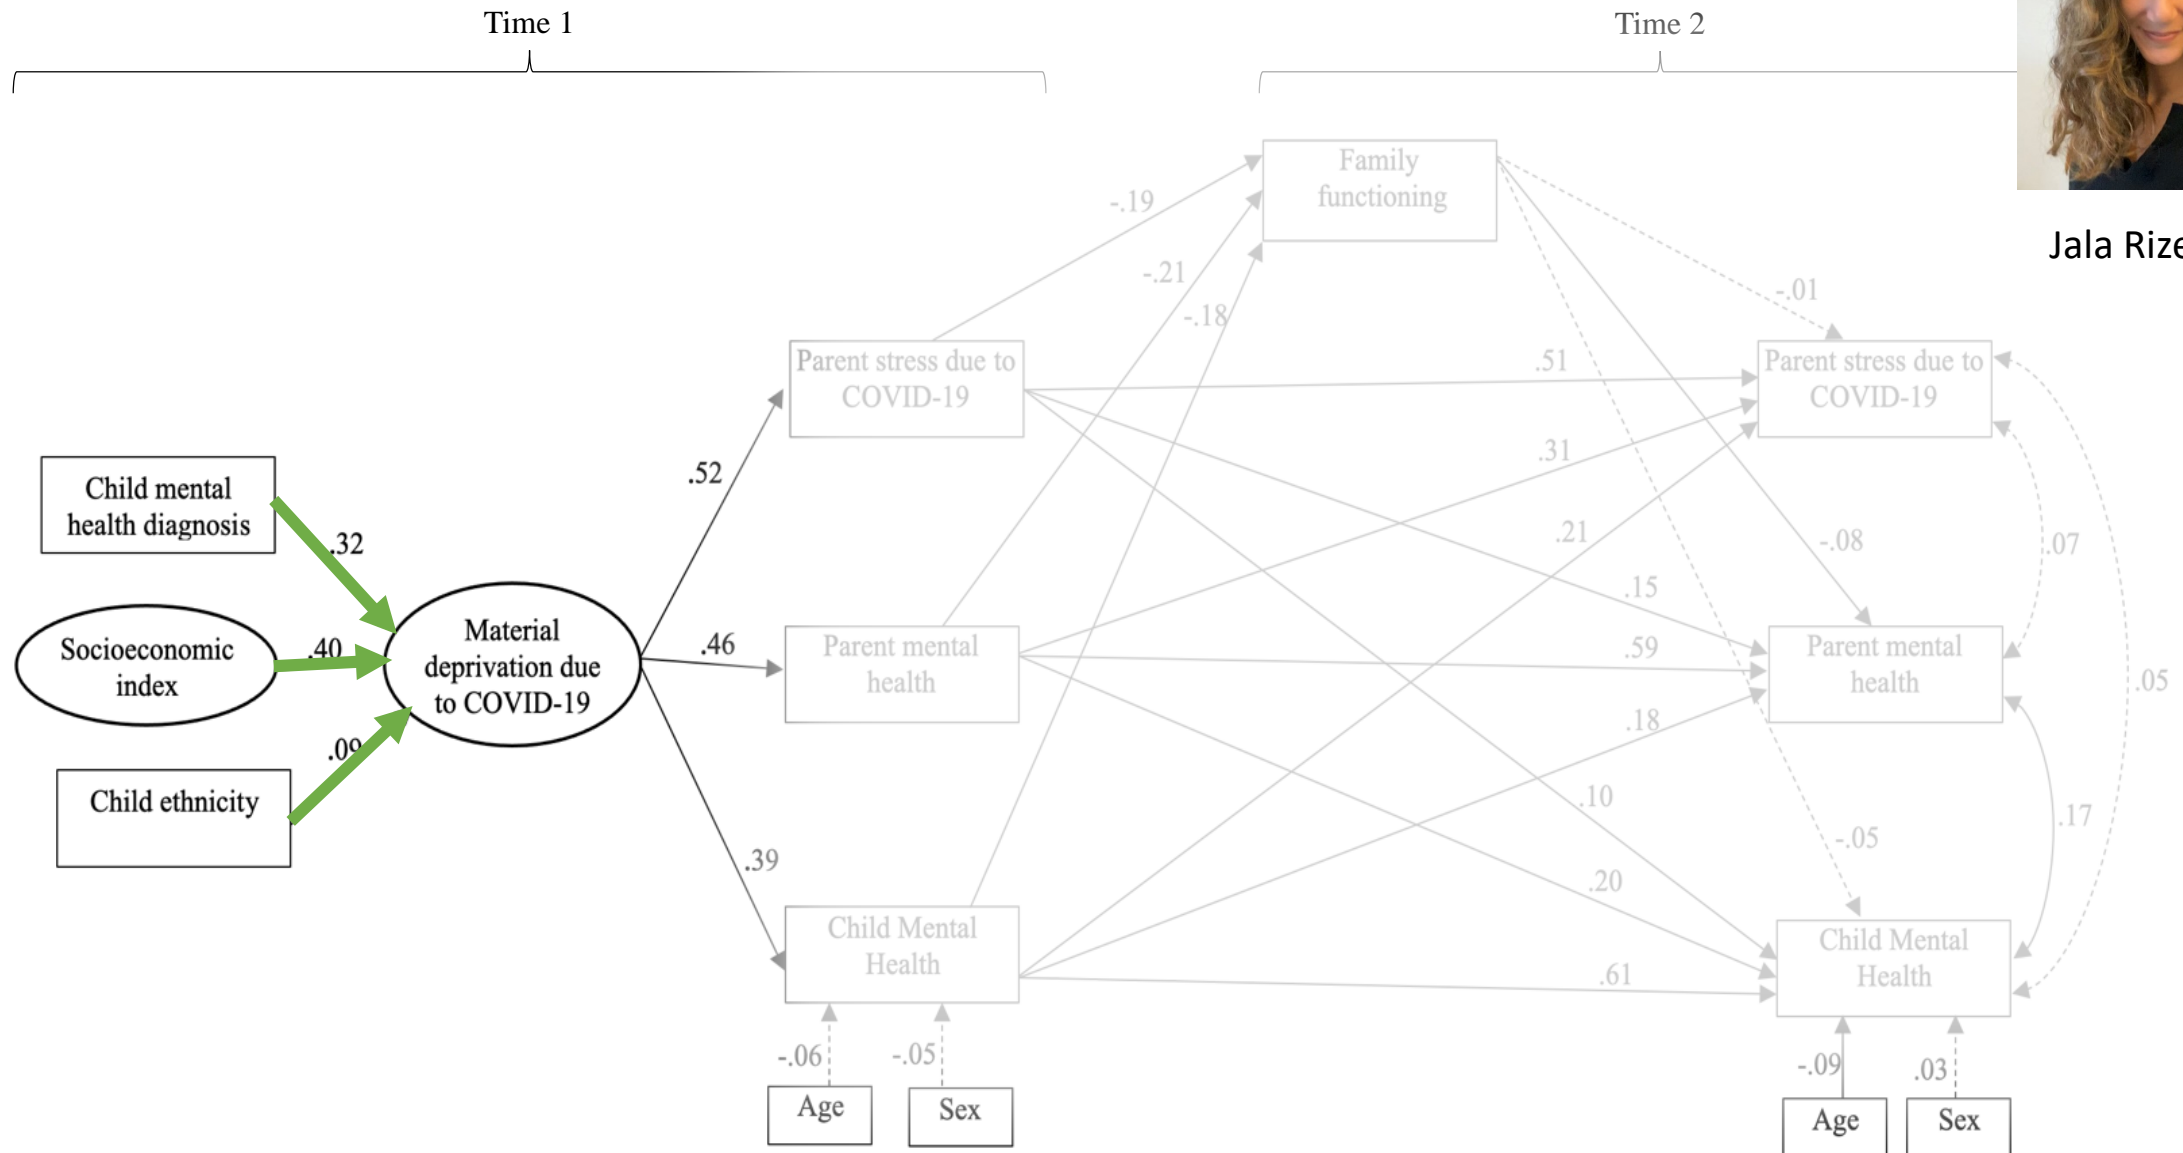 Time 1
Time 2
Jala Rize
Family
functioning
-.19
-.21
-.18
-.01
Parent stress due to
COVID-19
.51
Parent stress due to
COVID-19
.31
.52
Child mental
health diagnosis
.32
.21
-.08
.07
.15
Socioeconomic
index
.40
Material
deprivation due
to COVID-19
.46
Parent mental
health
.59
Parent mental
health
.05
.18
.09
Child ethnicity
.10
.17
-.05
.39
.20
Child Mental
Health
.61
Child Mental
Health
-.06
-.05
-.09
.03
Age
Sex
Age
Sex